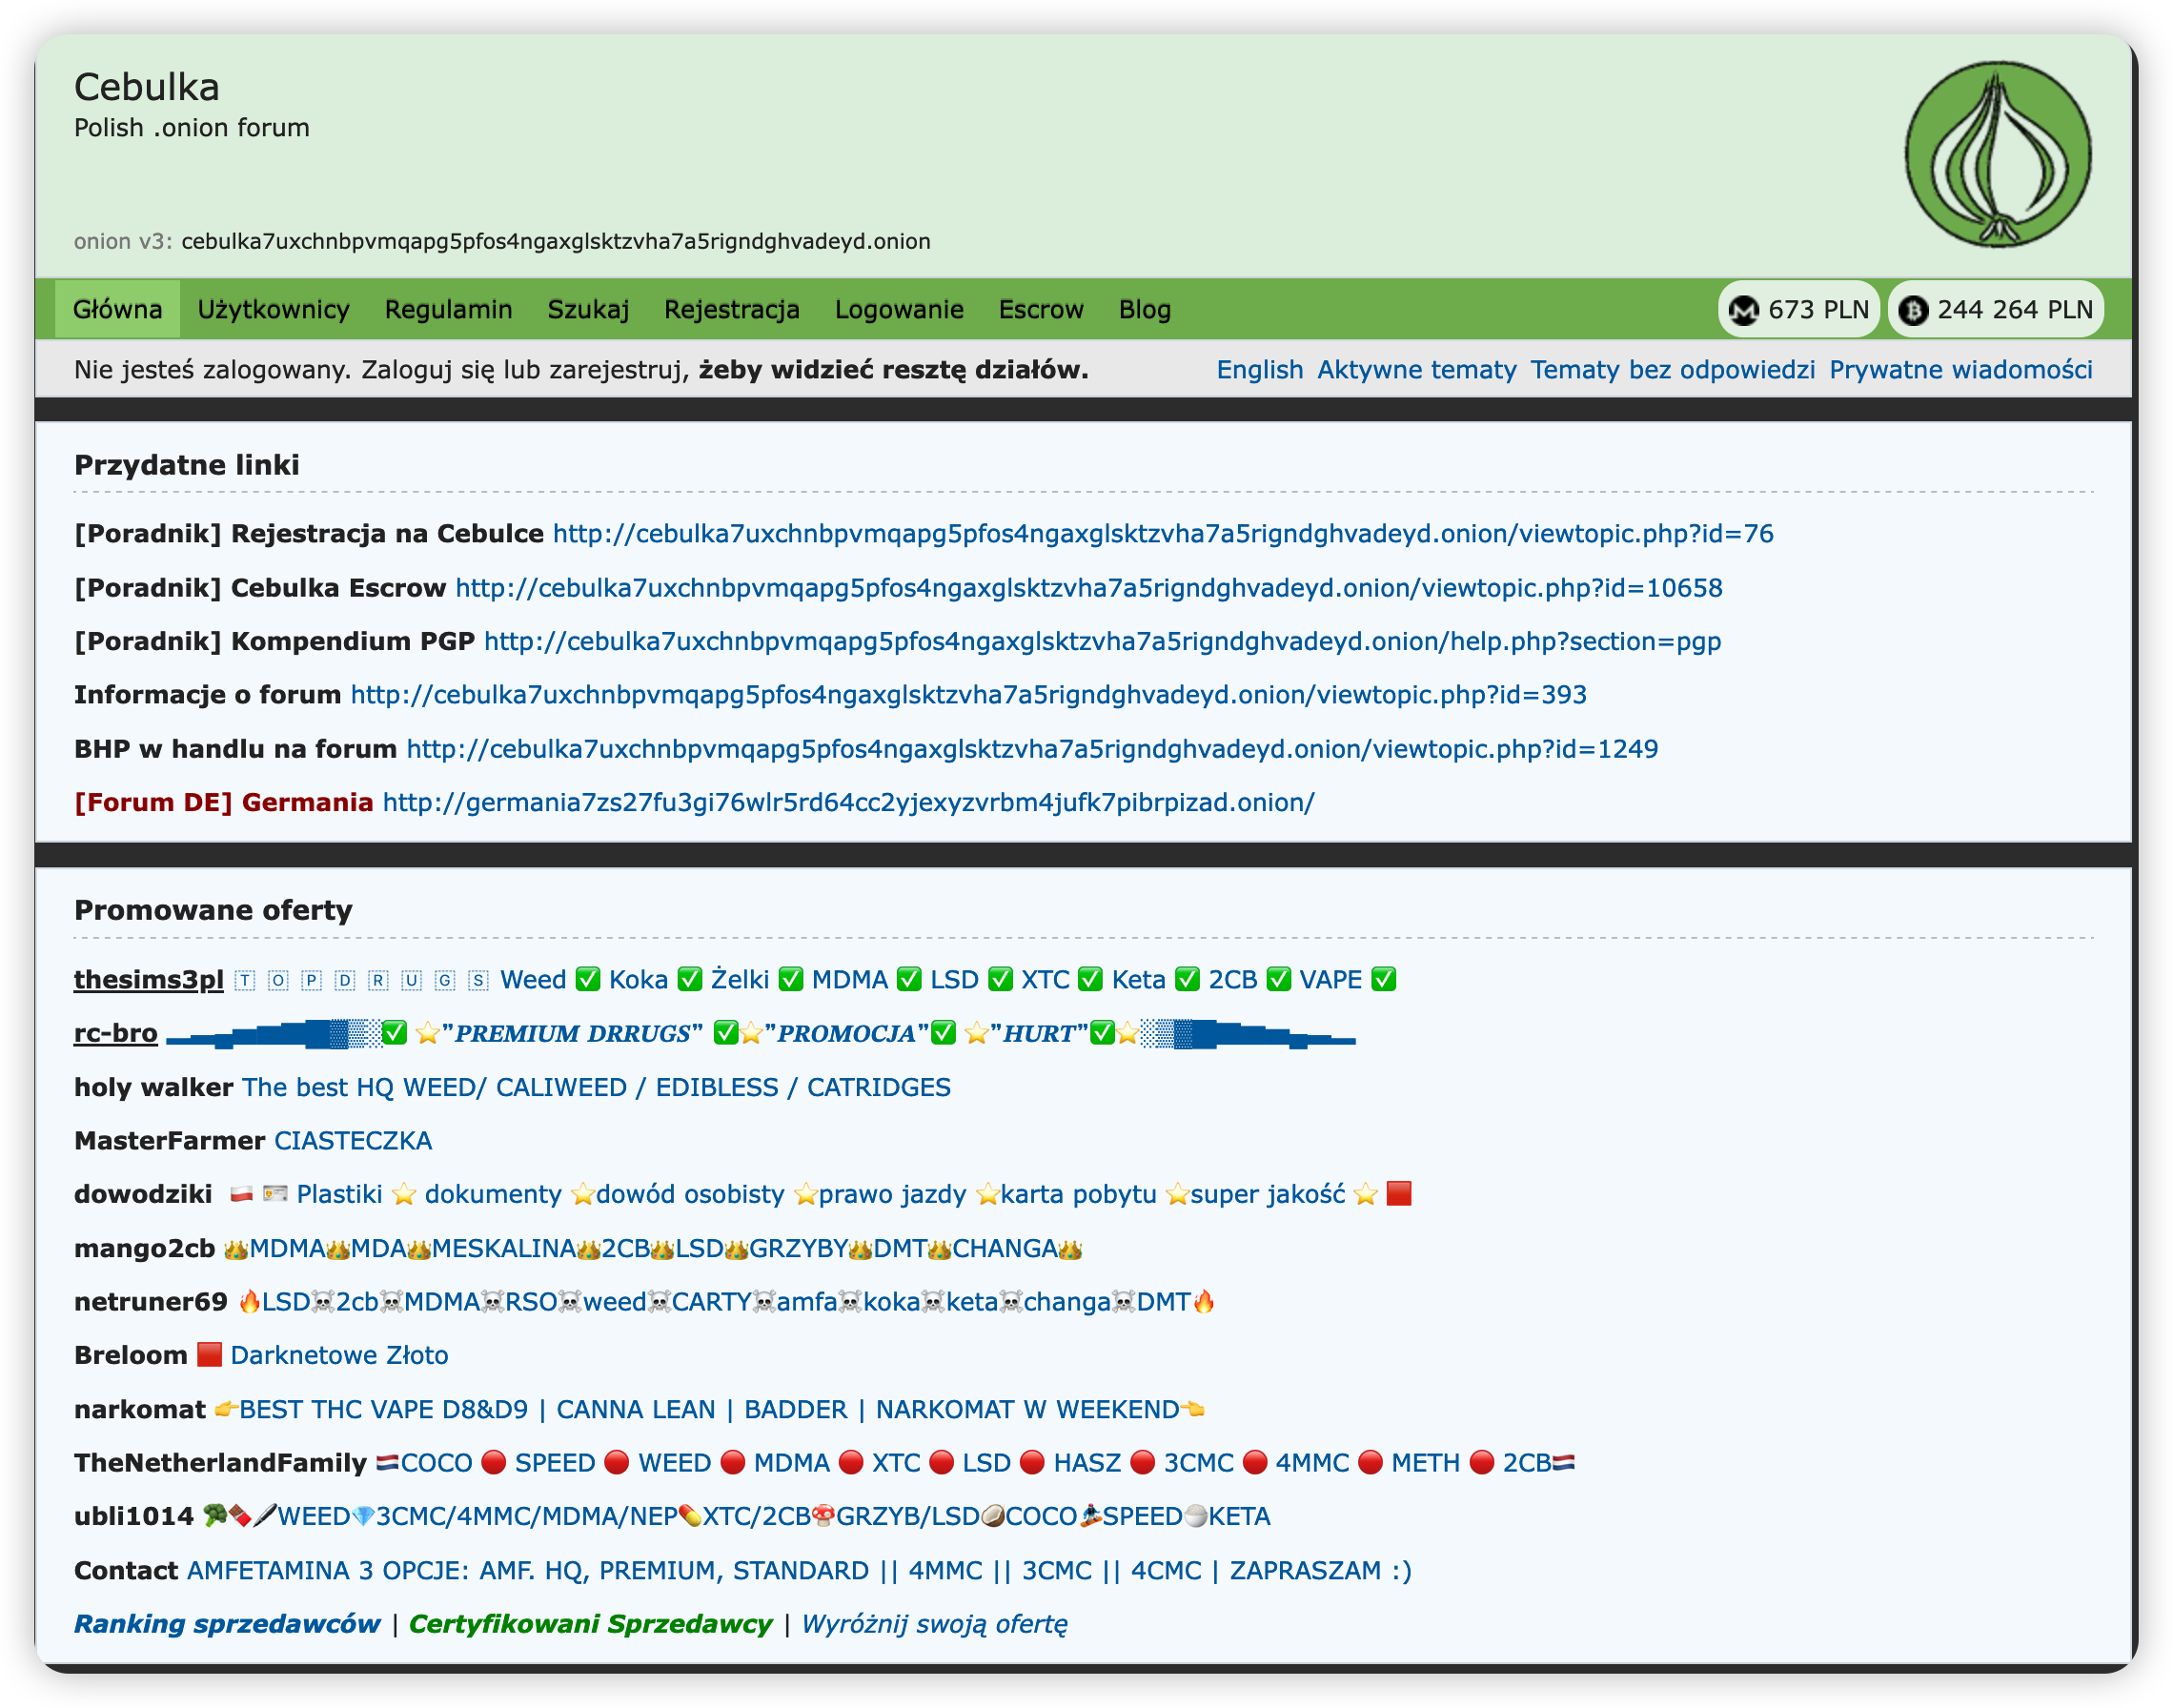 Cebulka
Polish .onion forum
onion v3: cebulka7uxchnbpvmqapg5pfos4ngaxglsktzvha7a5rigndghvadeyd.onion
Główna Użytkownicy Regulamin Szukaj Rejestracja Logowanie Escrow Blog 673 PLN 244 264 PLN
Nie jesteś zalogowany. Zaloguj się lub zarejestruj, żeby widzieć resztę działów. English Aktywne tematy Tematy bez odpowiedzi Prywatne wiadomości
Przydatne linki
[Poradnik] Rejestracja na Cebulce http://cebulka7uxchnbpvmqapg5pfos4ngaxglsktzvha7a5rigndghvadeyd.onion/viewtopic.php?id=76
[Poradnik] Cebulka Escrow http://cebulka7uxchnbpvmqapg5pfos4ngaxglsktzvha7a5rigndghvadeyd.onion/viewtopic.php?id=10658
[Poradnik] Kompendium PGP http://cebulka7uxchnbpvmqapg5pfos4ngaxglsktzvha7a5rigndghvadeyd.onion/help.php?section=pgp
Informacje o forum http://cebulka7uxchnbpvmqapg5pfos4ngaxglsktzvha7a5rigndghvadeyd.onion/viewtopic.php?id=393
BHP w handlu na forum http://cebulka7uxchnbpvmqapg5pfos4ngaxglsktzvha7a5rigndghvadeyd.onion/viewtopic.php?id=1249
[Forum DE] Germania http://germania7zs27fu3gi76wlr5rd64cc2yjexyzvrbm4jufk7pibrpizad.onion/
Promowane oferty
thesims3pl T O P D R U G S Weed ✅ Koka ✅ Żelki ✅ MDMA ✅ LSD ✅ XTC ✅ Keta ✅ 2CB ✅ VAPE ✅
rc-bro ✅ ⭐"PREMIUM DRRUGS" ✅⭐"PROMOCJA"✅ ⭐"HURT"✅⭐
holy walker The best HQ WEED/ CALIWEED / EDIBLESS / CATRIDGES
MasterFarmer CIASTECZKA
dowodziki 🇵🇱 🪪 Plastiki ⭐ dokumenty ⭐dowód osobisty ⭐prawo jazdy ⭐karta pobytu ⭐super jakość ⭐ 🟥
mango2cb 👑MDMA👑MDA👑MESKALINA👑2CB👑LSD👑GRZYBY👑DMT👑CHANGA👑
netruner69 🔥LSD☠️2cb☠️MDMA☠️RSO☠️weed☠️CARTY☠️amfa☠️koka☠️keta☠️changa☠️DMT🔥
Breloom 🟥 Darknetowe Złoto
narkomat 👉BEST THC VAPE D8&D9 | CANNA LEAN | BADDER | NARKOMAT W WEEKEND👈
TheNetherlandFamily 🇳🇱COCO 🔴 SPEED 🔴 WEED 🔴 MDMA 🔴 XTC 🔴 LSD 🔴 HASZ 🔴 3CMC 🔴 4MMC 🔴 METH 🔴 2CB🇳🇱
ubli1014 🥦🍫🖊️WEED💎3CMC/4MMC/MDMA/NEP💊XTC/2CB🍄GRZYB/LSD🥥COCO🏂SPEED🍚KETA
Contact AMFETAMINA 3 OPCJE: AMF. HQ, PREMIUM, STANDARD || 4MMC || 3CMC || 4CMC | ZAPRASZAM :)
Ranking sprzedawców | Certyfikowani Sprzedawcy | Wyróżnij swoją ofertę